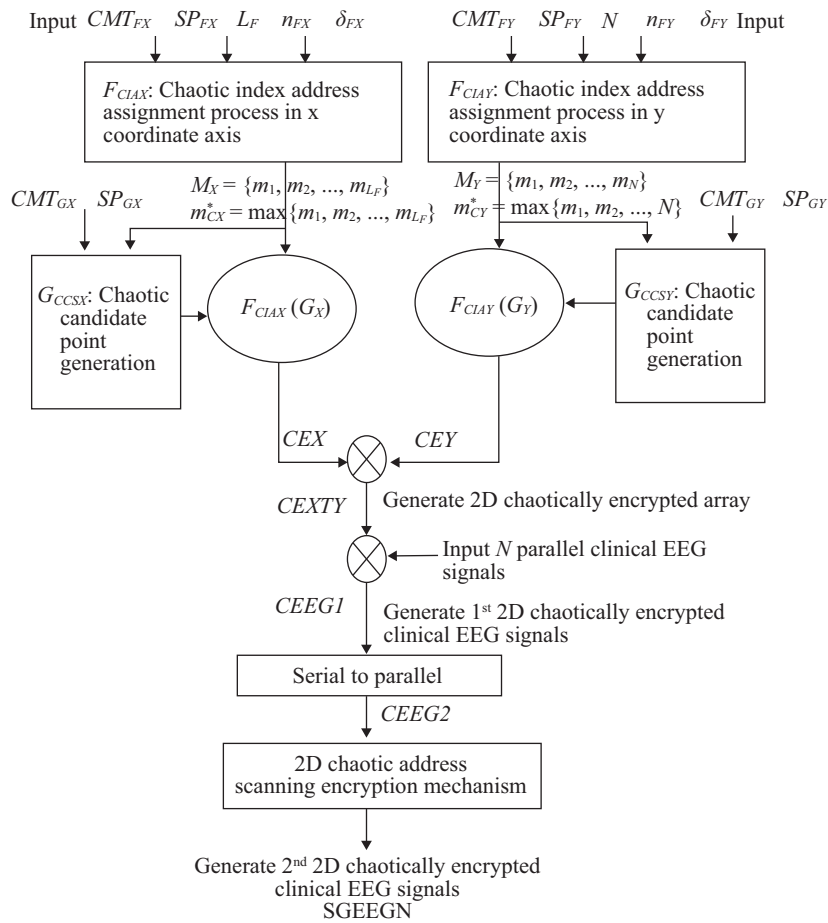 Input CMT_FX SP_FX L_F n_FX δ_FX
CMT_FY SP_FY N n_FY δ_FY Input
F_CIAX: Chaotic index address
assignment process in x
coordinate axis
F_CIAY: Chaotic index address
assignment process in y
coordinate axis
M_X = {m_1, m_2, ..., m_{L_F}}
m*_CX = max{m_1, m_2, ..., m_{L_F}}
M_Y = {m_1, m_2, ..., m_N}
m*_CY = max{m_1, m_2, ..., N}
CMT_GX SP_GX
CMT_GY SP_GY
G_CCSX: Chaotic
candidate
point
generation
F_CIAX (G_X)
F_CIAY (G_Y)
G_CCSY: Chaotic
candidate
point
generation
CEX
CEY
CEXTY
Generate 2D chaotically encrypted array
Input N parallel clinical EEG
signals
CEEG1
Generate 1st 2D chaotically encrypted
clinical EEG signals
Serial to parallel
CEEG2
2D chaotic address
scanning encryption mechanism
Generate 2nd 2D chaotically encrypted
clinical EEG signals
SGEEGN